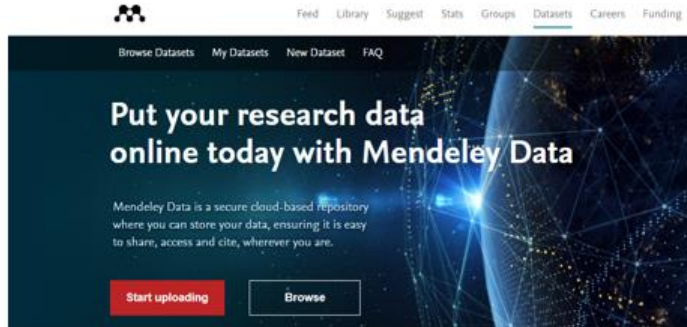 Feed Library Suggest Stats Groups Datasets Careers Funding
Browse Datasets My Datasets New Dataset FAQ
Put your research data
online today with Mendeley Data
Mendeley Data is a secure cloud-based repository
where you can store your data, ensuring it is easy
to share, access and cite, wherever you are.
Start uploading Browse